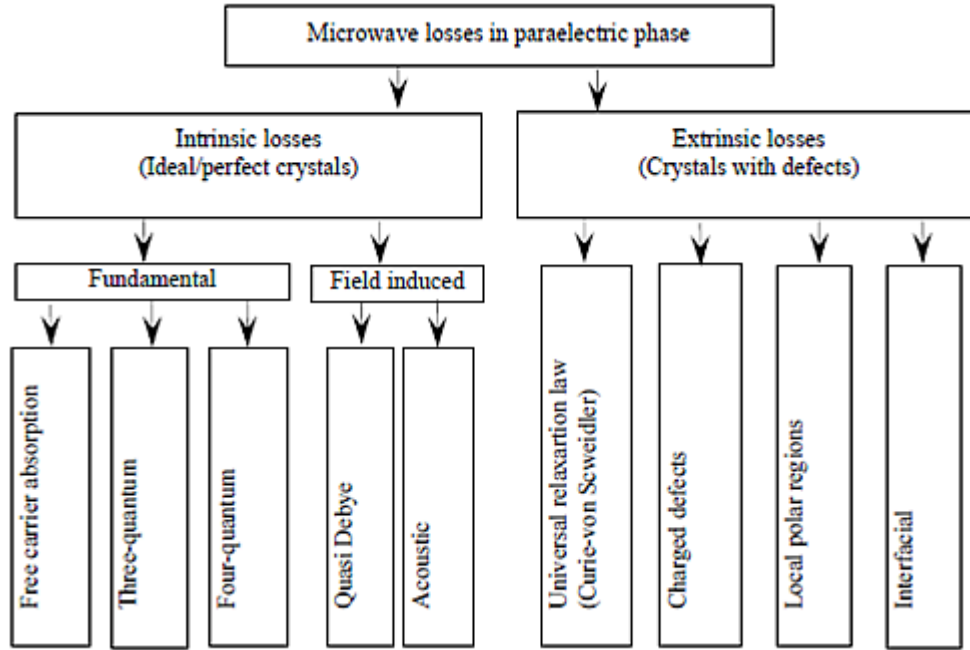 Microwave losses in paraelectric phase
Intrinsic losses
(Ideal/perfect crystals)
Extrinsic losses
(Crystals with defects)
Fundamental
Field induced
Free carrier absorption
Three-quantum
Four-quantum
Quasi Debye
Acoustic
Universal relaxartion law
(Curie-von Scweidler)
Charged defects
Local polar regions
Interfacial